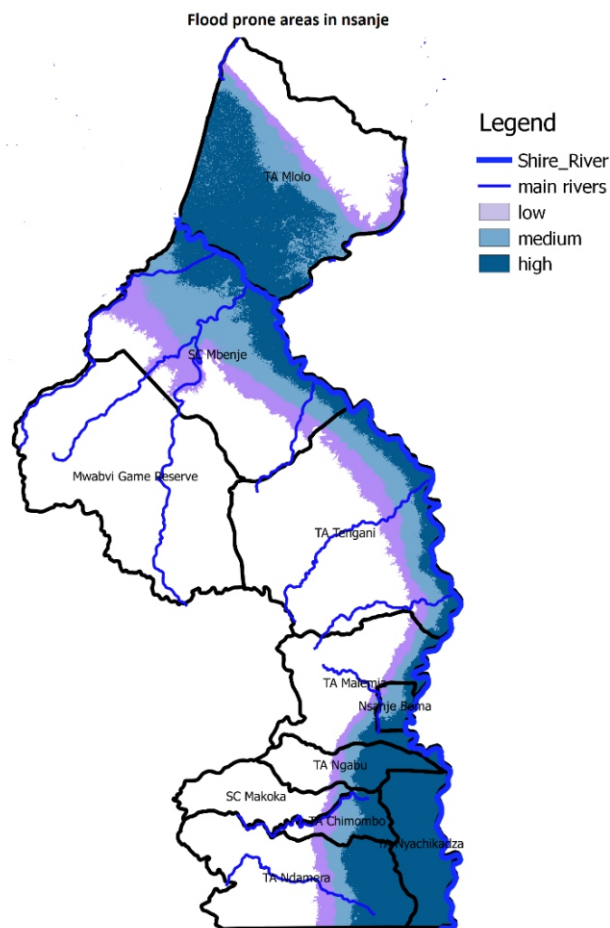 Flood prone areas in nsanje
Legend
Shire_River
main rivers
low
medium
high
TA Mlolo
SC Mbenje
Mwabvi Game Reserve
TA Tengani
TA Malemia
Nsanje Boma
TA Ngabu
SC Makoka
TA Chimombo
TA Nyachikadza
TA Ndamera